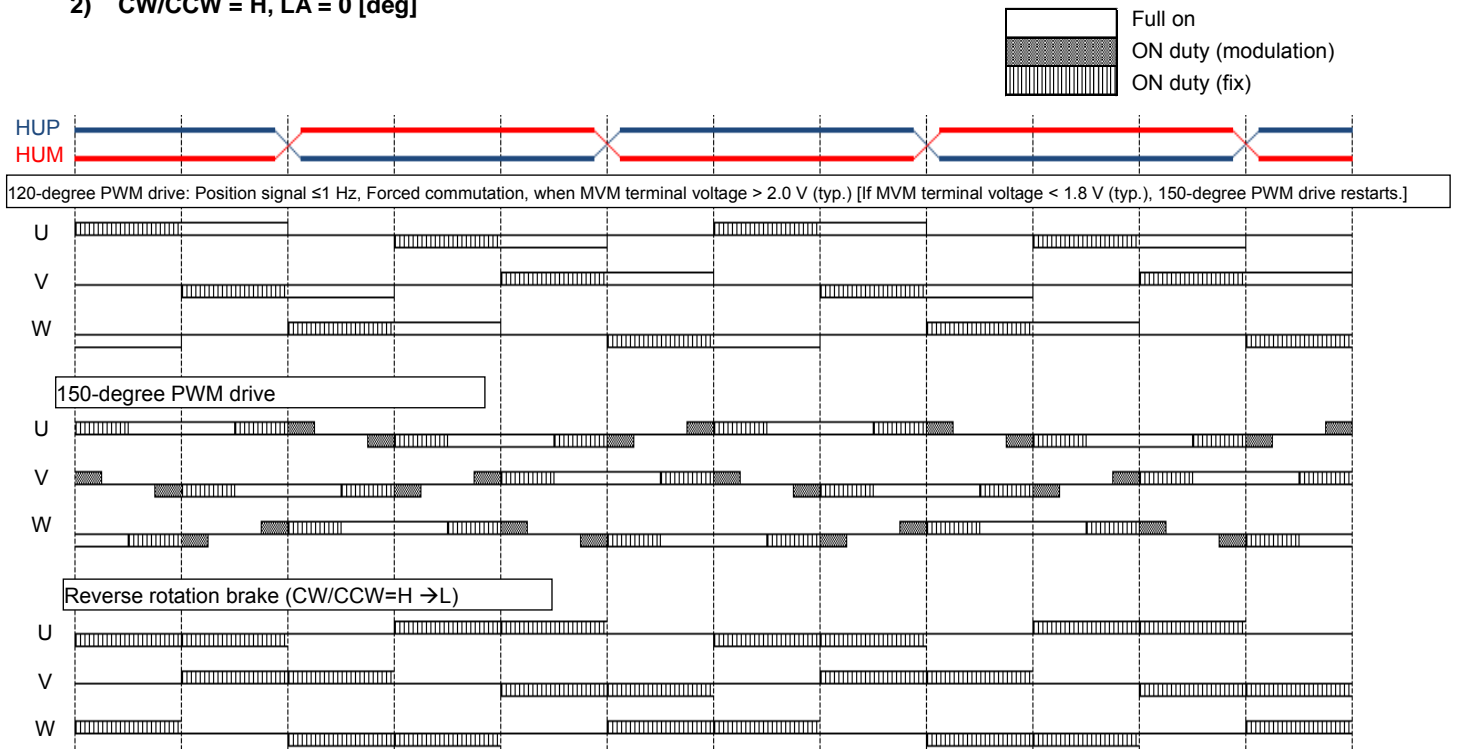 2) CW/CCW = H, LA = 0 [deg]
Full on
ON duty (modulation)
ON duty (fix)
HUP
HUM
120-degree PWM drive: Position signal ≤1 Hz, Forced commutation, when MVM terminal voltage > 2.0 V (typ.) [If MVM terminal voltage < 1.8 V (typ.), 150-degree PWM drive restarts.]
U
V
W
150-degree PWM drive
U
V
W
Reverse rotation brake (CW/CCW=H →L)
U
V
W